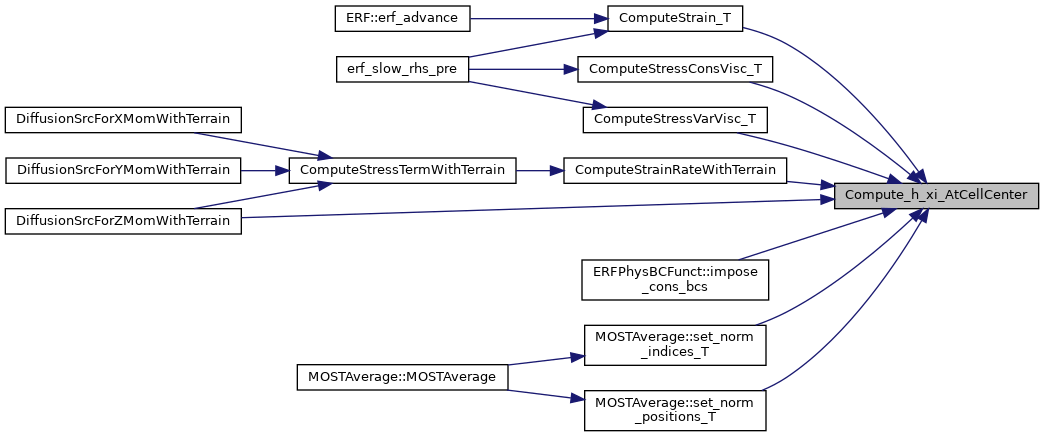 ERF::erf_advance
ComputeStrain_T
erf_slow_rhs_pre
ComputeStressConsVisc_T
DiffusionSrcForXMomWithTerrain
ComputeStressVarVisc_T
DiffusionSrcForYMomWithTerrain
ComputeStressTermWithTerrain
ComputeStrainRateWithTerrain
Compute_h_xi_AtCellCenter
DiffusionSrcForZMomWithTerrain
ERFPhysBCFunct::impose
_cons_bcs
MOSTAverage::set_norm
_indices_T
MOSTAverage::MOSTAverage
MOSTAverage::set_norm
_positions_T